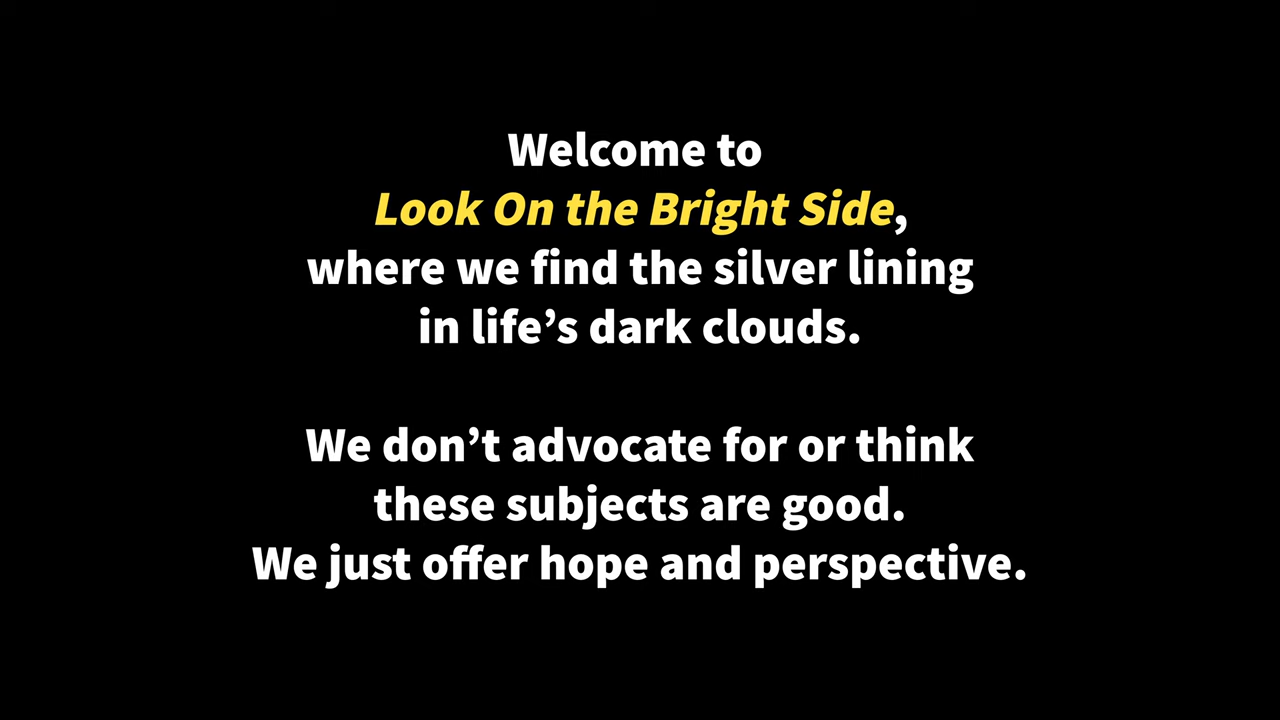 Welcome to
Look On the Bright Side,
where we find the silver lining
in life’s dark clouds.
We don’t advocate for or think
these subjects are good.
We just offer hope and perspective.